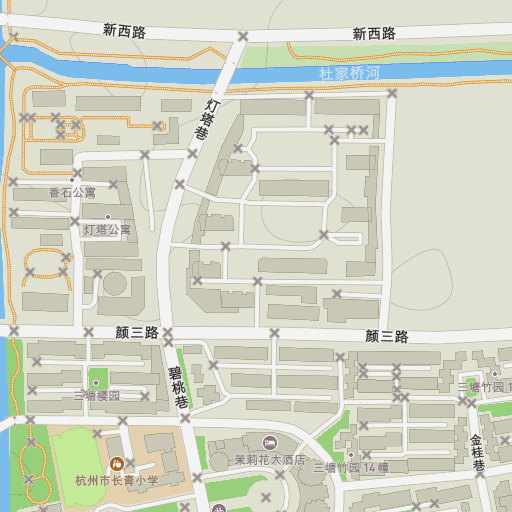 新西路
新西路
杜家桥河
灯塔巷
香石公寓
灯塔公寓
颜三路
颜三路
碧桃巷
三塘檬园
三塘竹园 1
金桂巷
茉莉花大酒店
三塘竹园 14 幢
杭州市长青小学